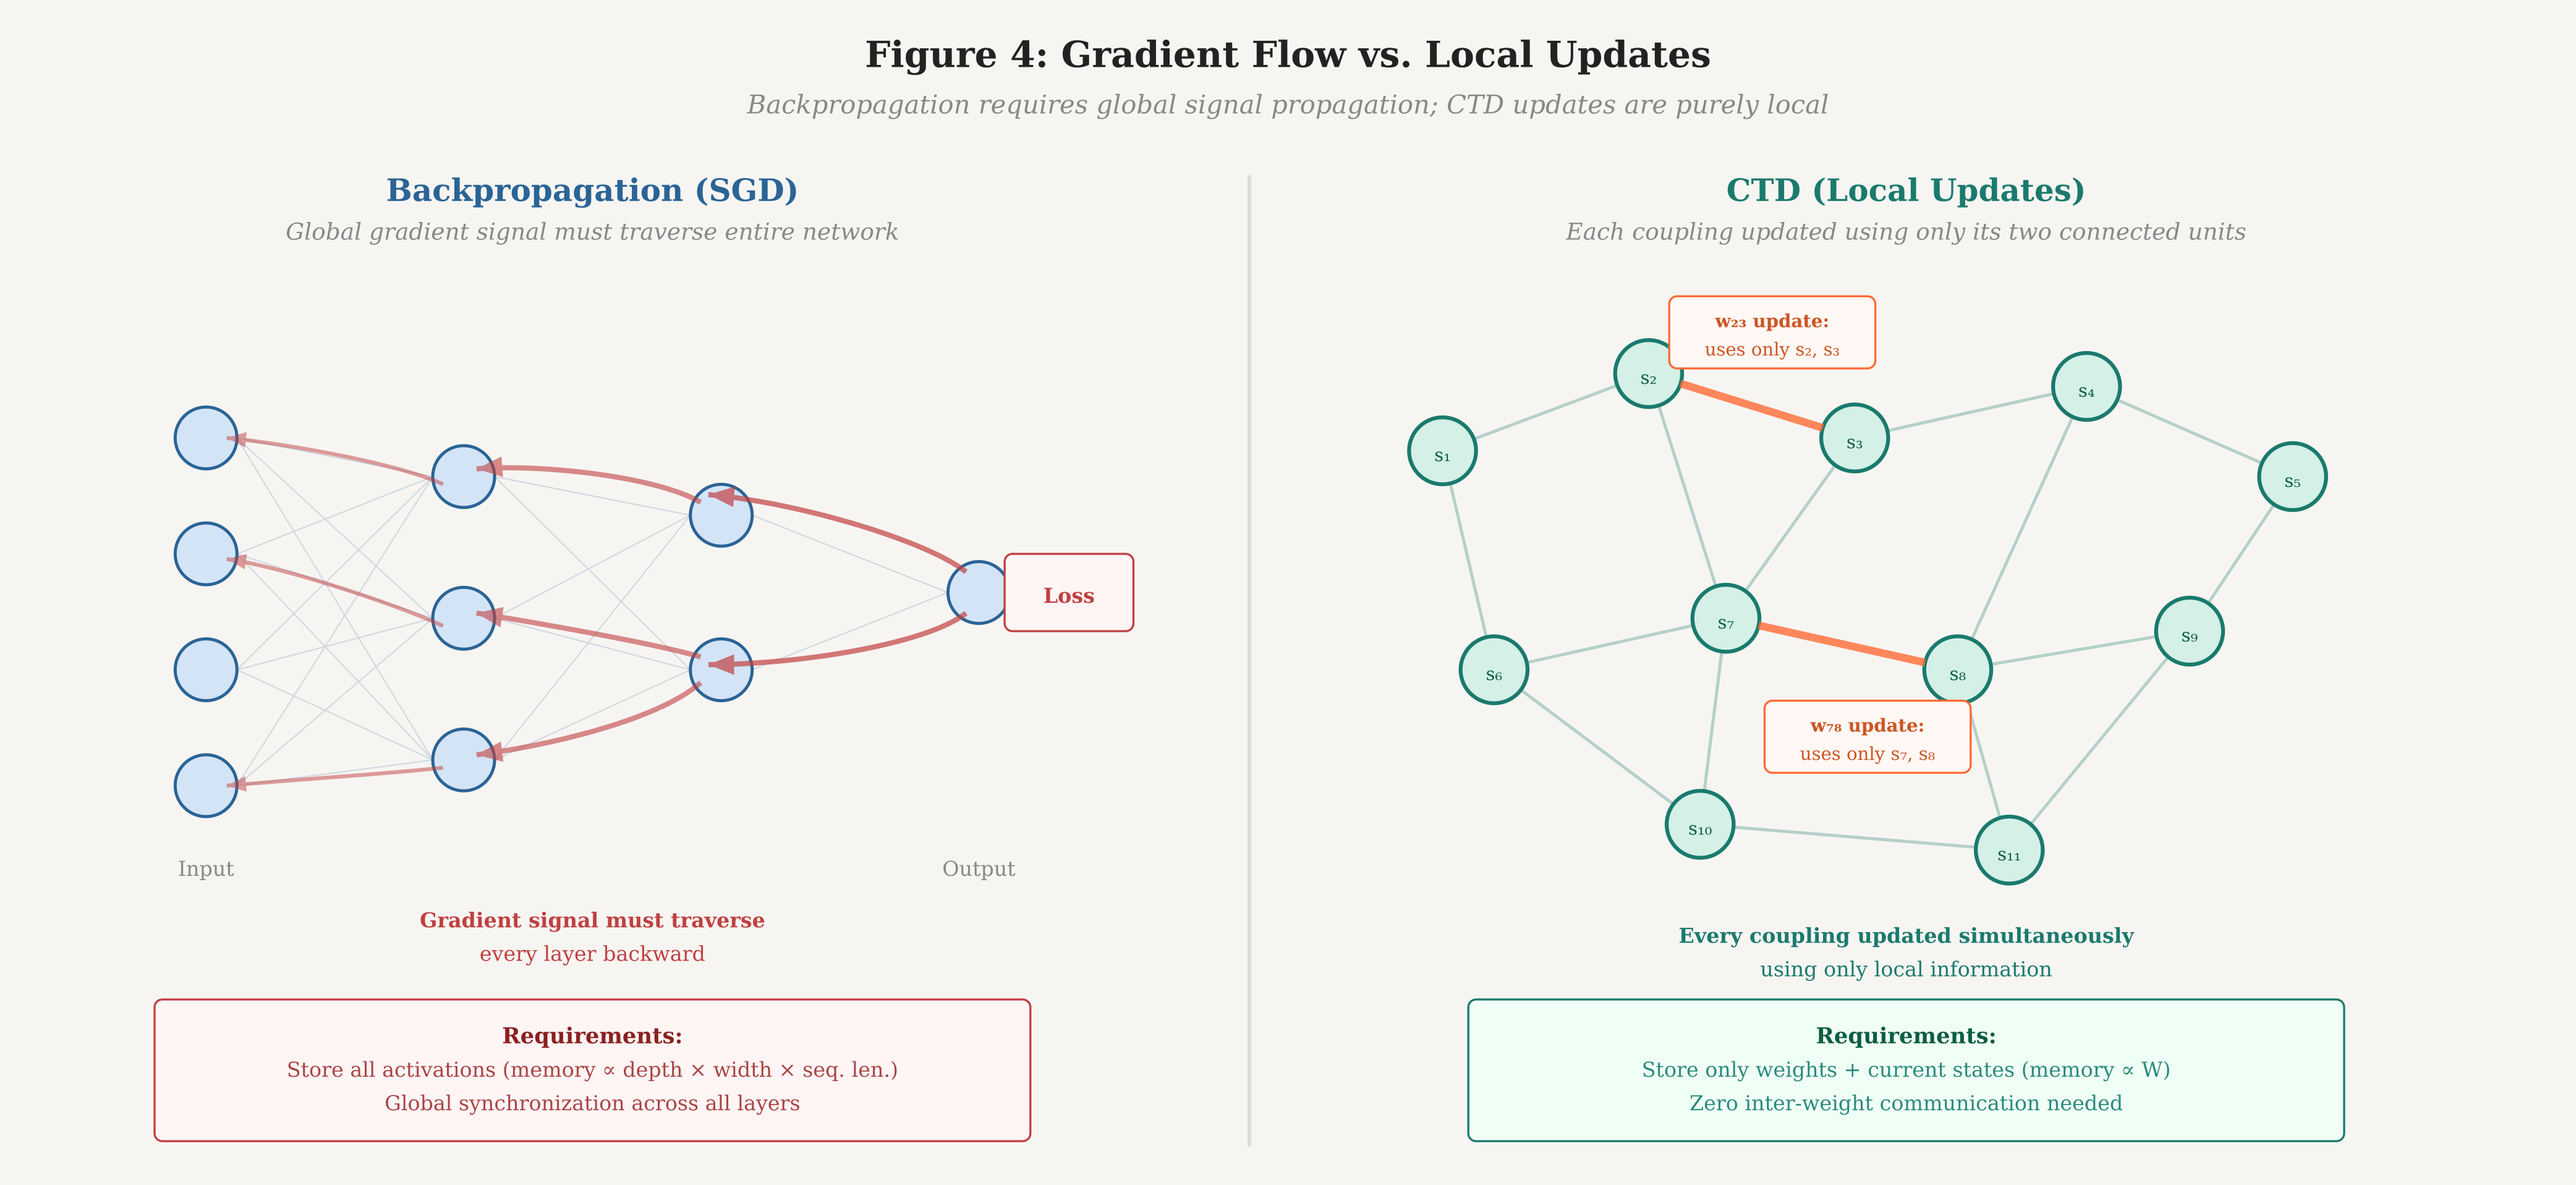 Figure 4: Gradient Flow vs. Local Updates
Backpropagation requires global signal propagation; CTD updates are purely local
Backpropagation (SGD)
Global gradient signal must traverse entire network
Loss
Input
Output
Gradient signal must traverse
every layer backward
Requirements:
Store all activations (memory ∝ depth × width × seq. len.)
Global synchronization across all layers
CTD (Local Updates)
Each coupling updated using only its two connected units
w₂₃ update:
uses only s₂, s₃
s₂
s₄
s₃
s₁
s₅
s₇
s₉
s₆
s₈
w₇₈ update:
uses only s₇, s₈
s₁₀
s₁₁
Every coupling updated simultaneously
using only local information
Requirements:
Store only weights + current states (memory ∝ W)
Zero inter-weight communication needed